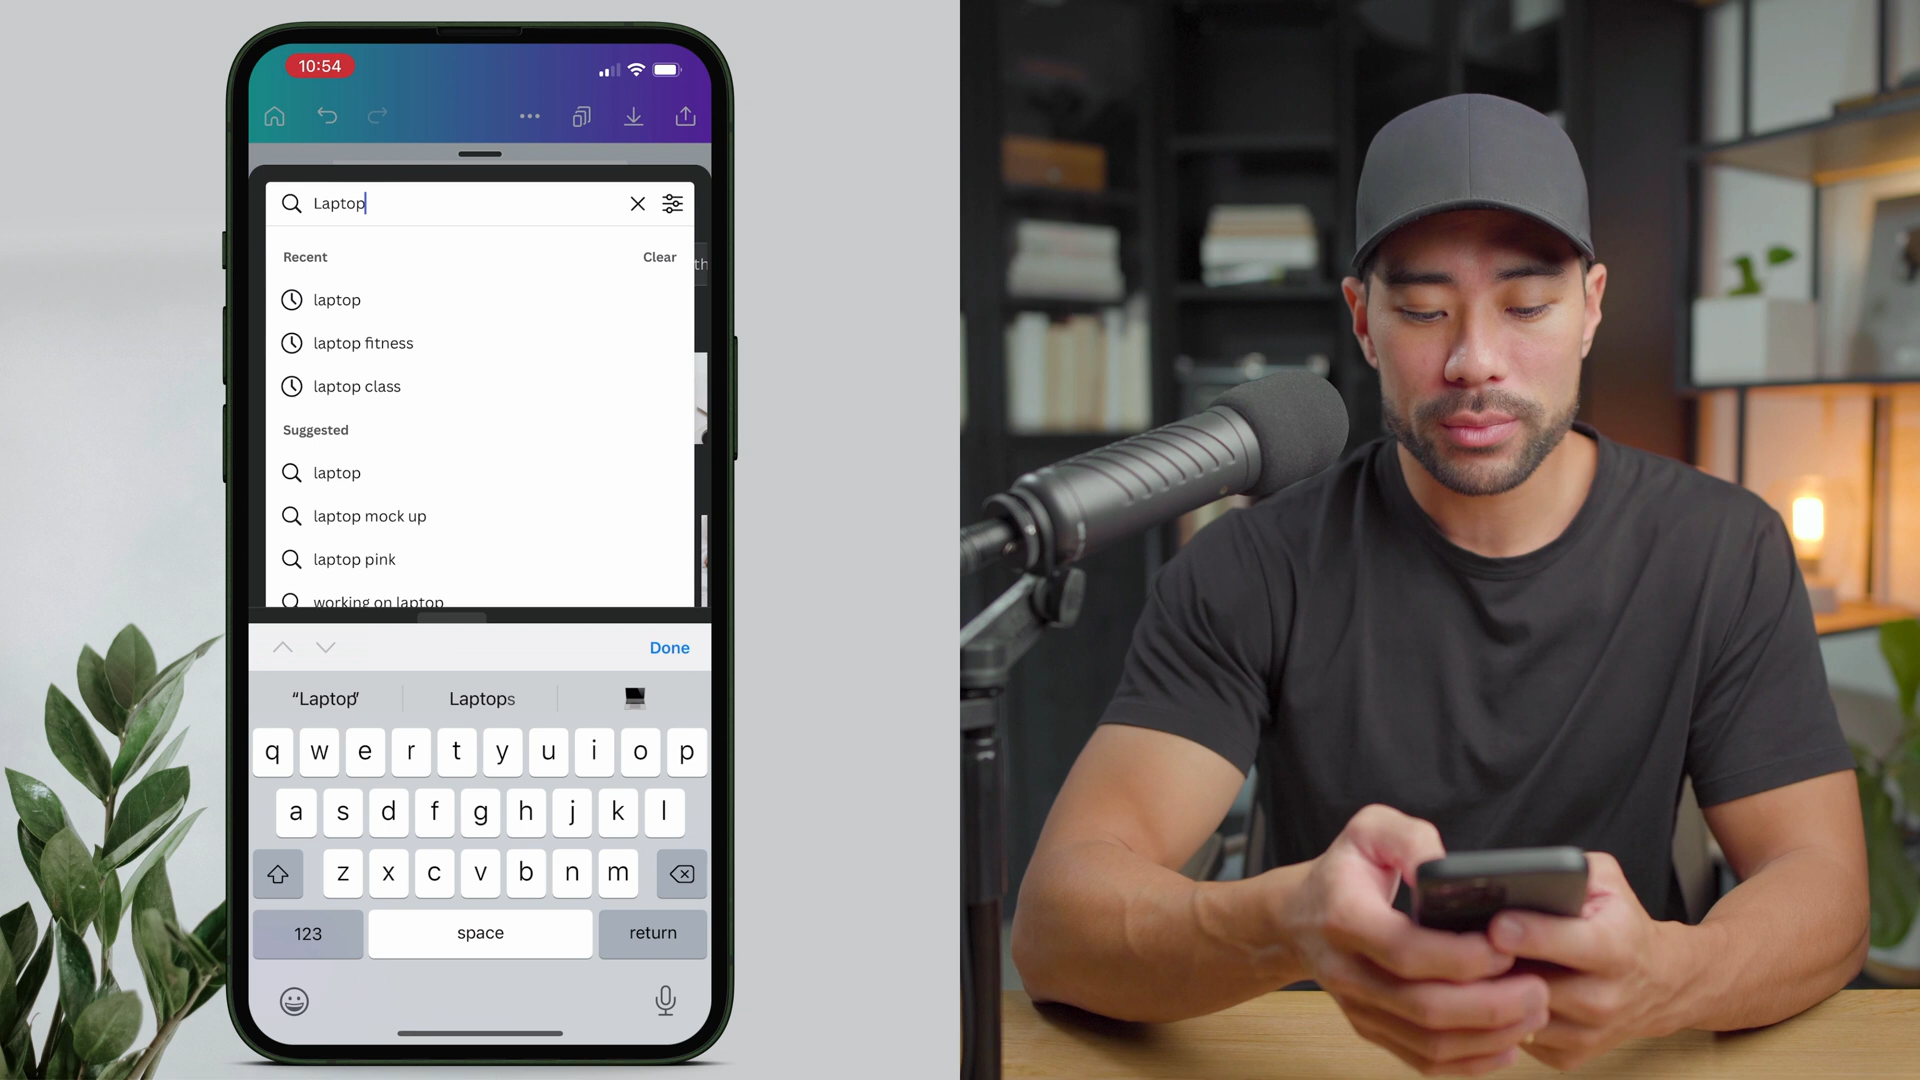 10:54
Laptop
Recent
Clear
th
laptop
laptop fitness
laptop class
Suggested
laptop
laptop mock up
laptop pink
working on laptop
Done
“Laptop”
Laptops
q w e r t y u i o p
a s d f g h j k l
z x c v b n m
123
space
return